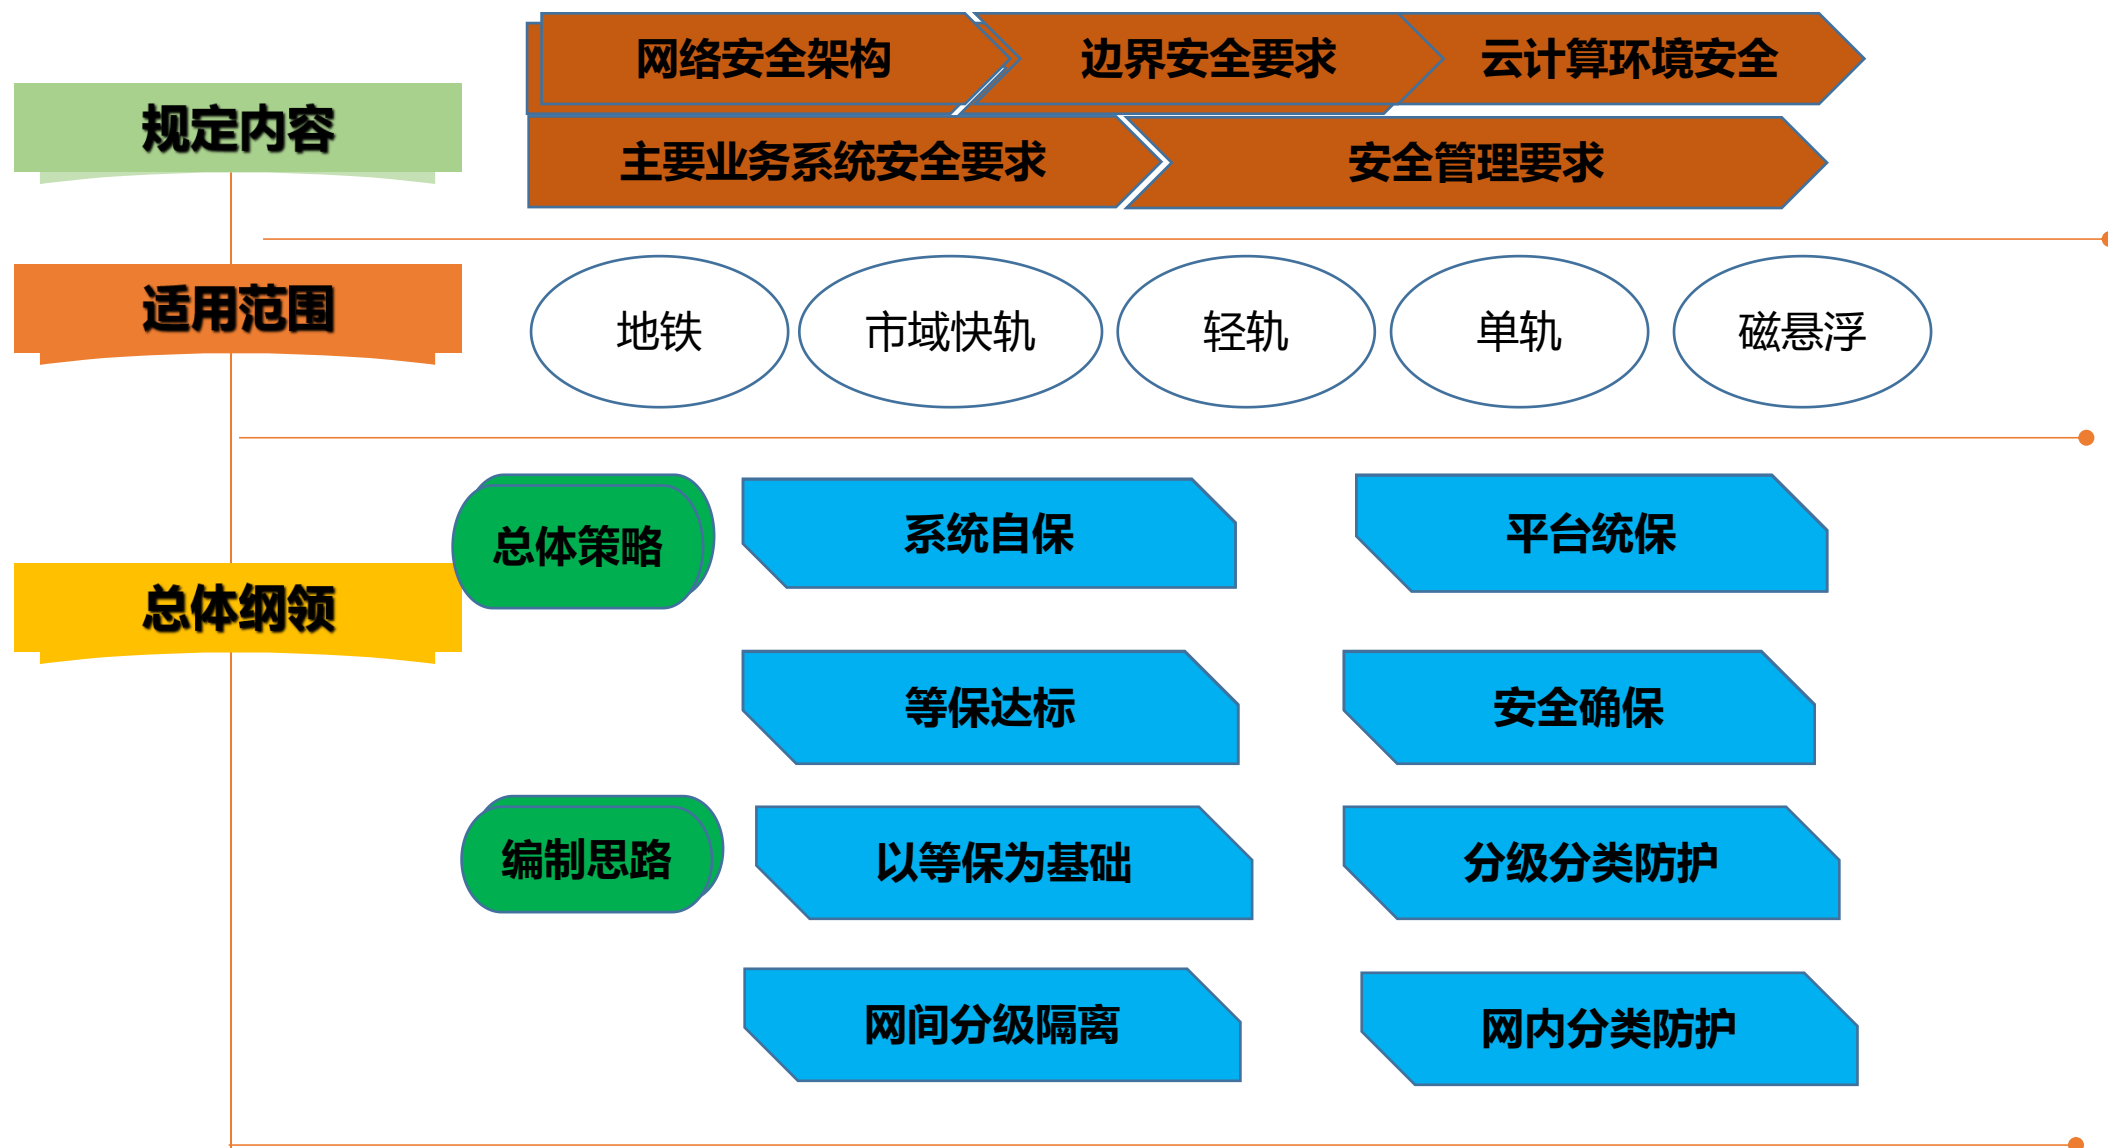 网络安全架构
边界安全要求
云计算环境安全
规定内容
主要业务系统安全要求
安全管理要求
适用范围
地铁
市域快轨
轻轨
单轨
磁悬浮
总体纲领
总体策略
系统自保
平台统保
等保达标
安全确保
编制思路
以等保为基础
分级分类防护
网间分级隔离
网内分类防护